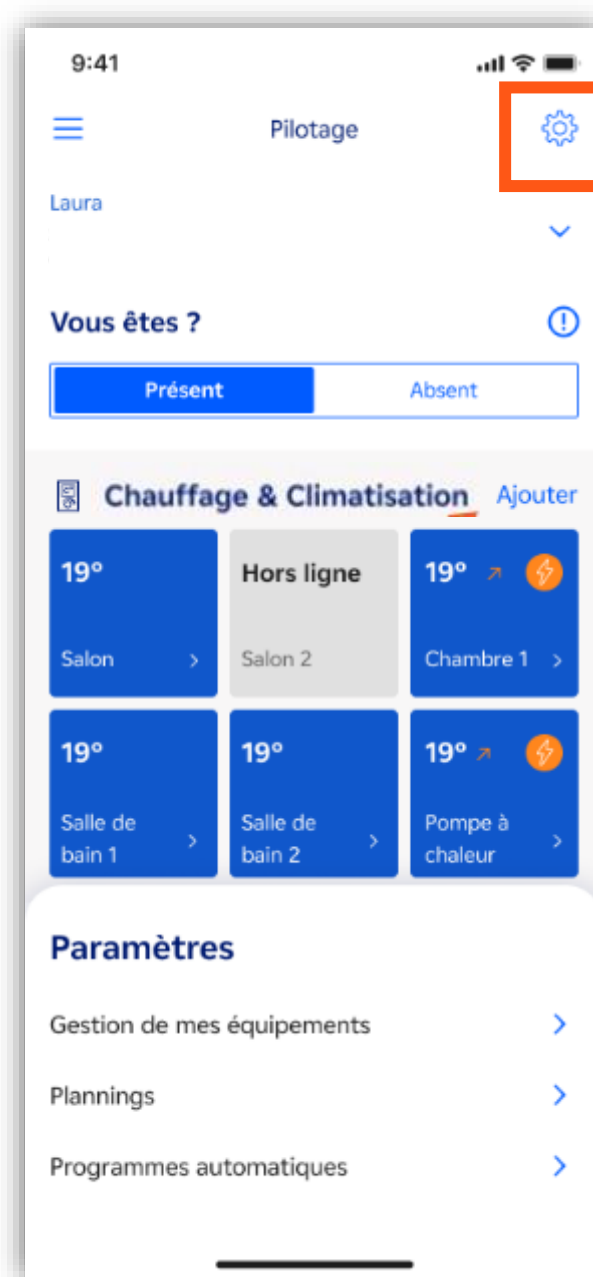 9:41
Pilotage
Laura
Vous êtes ?
Présent
Absent
Chauffage & Climatisation
Ajouter
19°
Hors ligne
19°
Salon
Salon 2
Chambre 1
19°
19°
19°
Salle de
bain 1
Salle de
bain 2
Pompe à
chaleur
Paramètres
Gestion de mes équipements
Plannings
Programmes automatiques